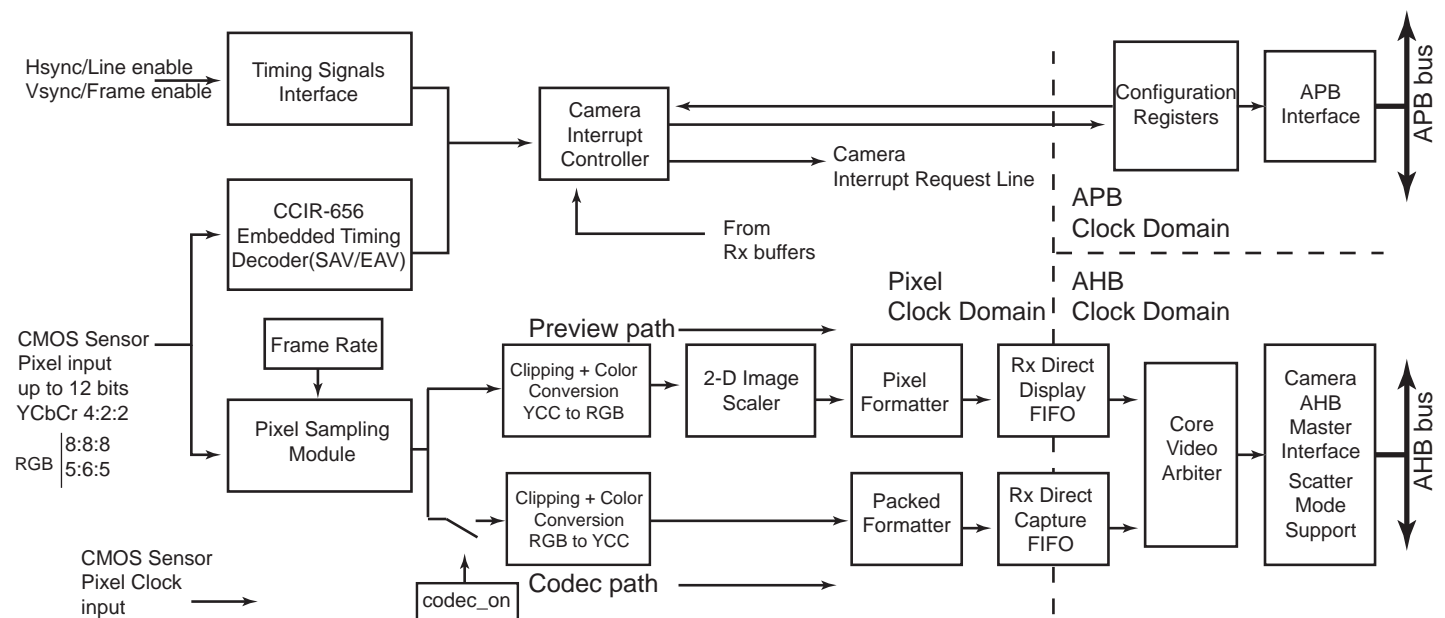 Hsync/Line enable
Vsync/Frame enable
Timing Signals
Interface
Camera
Interrupt
Controller
Configuration
Registers
APB
Interface
APB bus
Camera
Interrupt Request Line
CCIR-656
Embedded Timing
Decoder(SAV/EAV)
From
Rx buffers
APB
Clock Domain
Pixel
Clock Domain
AHB
Clock Domain
CMOS Sensor
Pixel input
up to 12 bits
YCbCr 4:2:2
RGB
8:8:8
5:6:5
Frame Rate
Pixel Sampling
Module
Preview path
Clipping + Color
Conversion
YCC to RGB
2-D Image
Scaler
Pixel
Formatter
Rx Direct
Display
FIFO
Core
Video
Arbiter
Camera
AHB
Master
Interface
Scatter
Mode
Support
AHB bus
Clipping + Color
Conversion
RGB to YCC
Packed
Formatter
Rx Direct
Capture
FIFO
CMOS Sensor
Pixel Clock
input
codec_on
Codec path